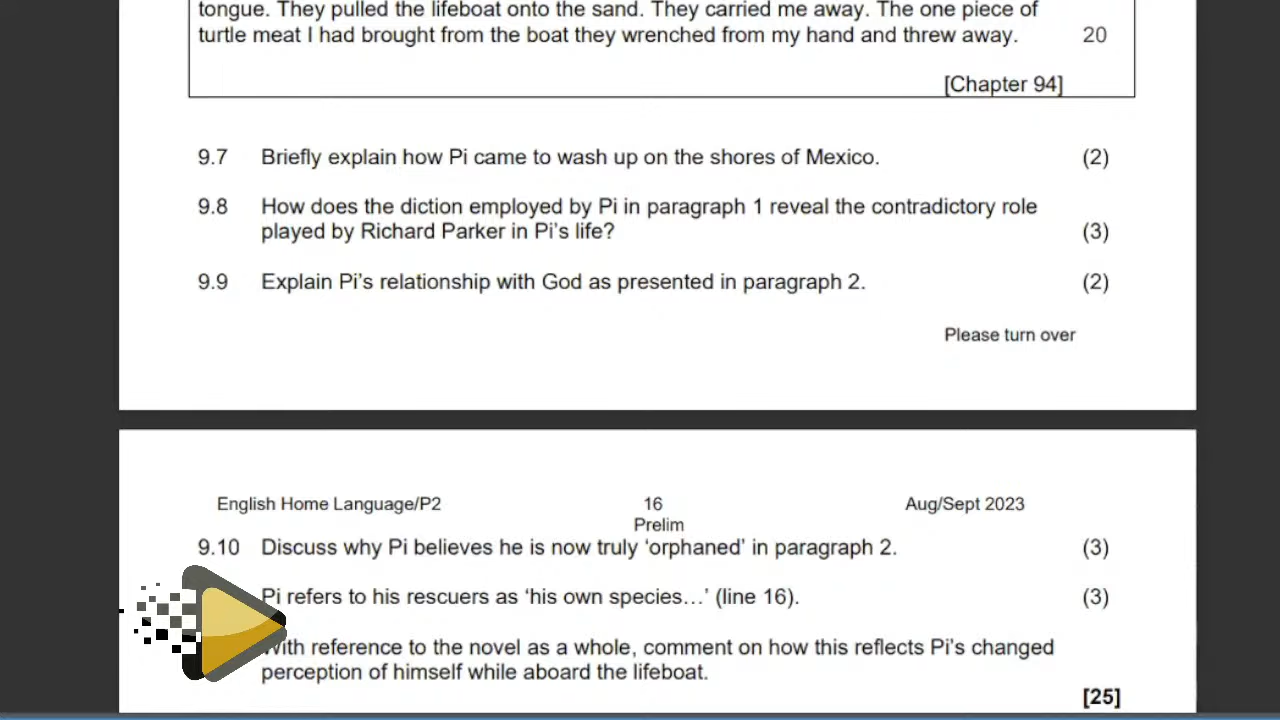 tongue. They pulled the lifeboat onto the sand. They carried me away. The one piece of
turtle meat I had brought from the boat they wrenched from my hand and threw away. 20
[Chapter 94]
9.7 Briefly explain how Pi came to wash up on the shores of Mexico. (2)
9.8 How does the diction employed by Pi in paragraph 1 reveal the contradictory role
played by Richard Parker in Pi's life? (3)
9.9 Explain Pi's relationship with God as presented in paragraph 2. (2)
Please turn over
English Home Language/P2 16 Aug/Sept 2023
Prelim
9.10 Discuss why Pi believes he is now truly 'orphaned' in paragraph 2. (3)
Pi refers to his rescuers as 'his own species…' (line 16). (3)
With reference to the novel as a whole, comment on how this reflects Pi's changed
perception of himself while aboard the lifeboat.
[25]